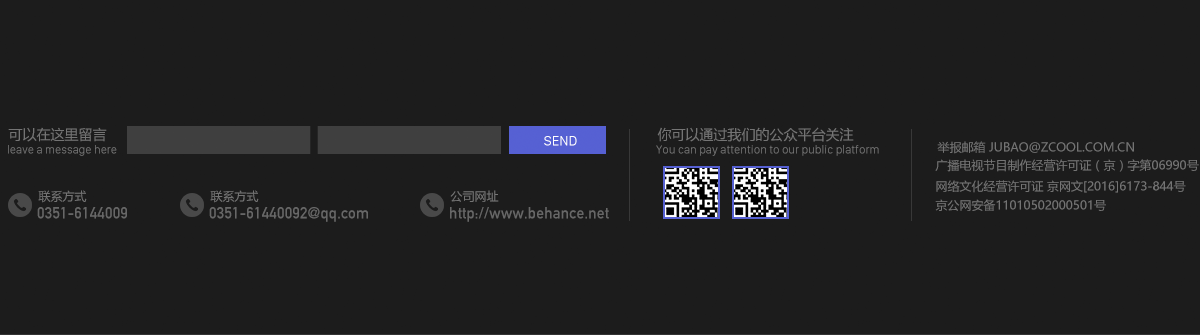 可以在这里留言
leave a message here
SEND
联系方式
0351-6144009
联系方式
0351-61440092@qq.com
公司网址
http://www.behance.net
你可以通过我们的公众平台关注
You can pay attention to our public platform
举报邮箱 JUBAO@ZCOOL.COM.CN
广播电视节目制作经营许可证（京）字第06990号
网络文化经营许可证 京网文[2016]6173-844号
京公网安备11010502000501号